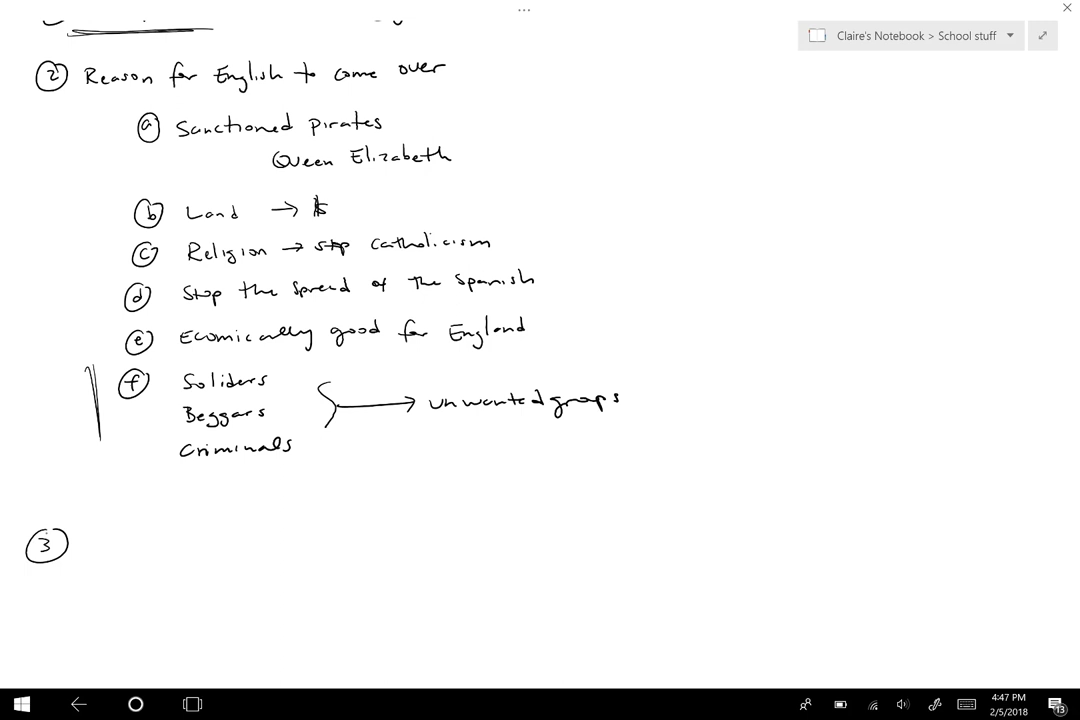 Claire's Notebook > School stuff
2 Reason for English to come over
a Sanctioned Pirates
Queen Elizabeth
b Land → $
c Religion → stop Catholicism
d Stop the spread of the Spanish
e Ecomically good for England
f Soliders
Beggars → unwanted groups
Criminals
3
4:47 PM
2/5/2018
13